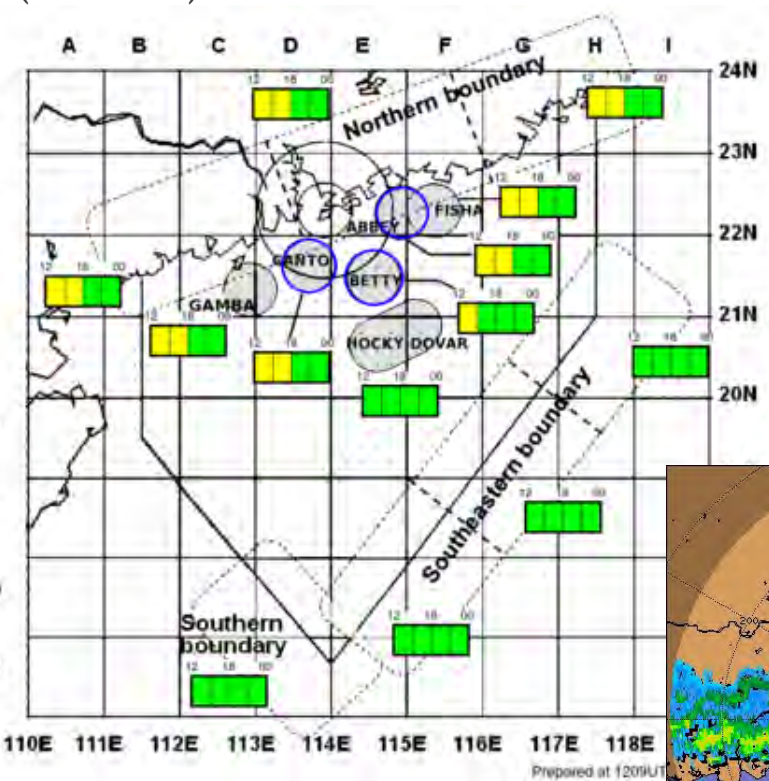 A B C D E F G H I
12 18 00
12 18 00
24N
Northern boundary
23N
12 18 00
FISHA
ABBEY
22N
12 18 00
CANTO
12 18 00
BETTY
GAMBA
12 18 00
21N
12 18 00
12 18 00
HOCKY DOVAR
12 18 00
12 18 00
20N
12 18 00
Southeastern boundary
12 18 00
Southern
boundary
12 18 00
12 18 00
200
110E 111E 112E 113E 114E 115E 116E 117E 118E
Prepared at 1209UT